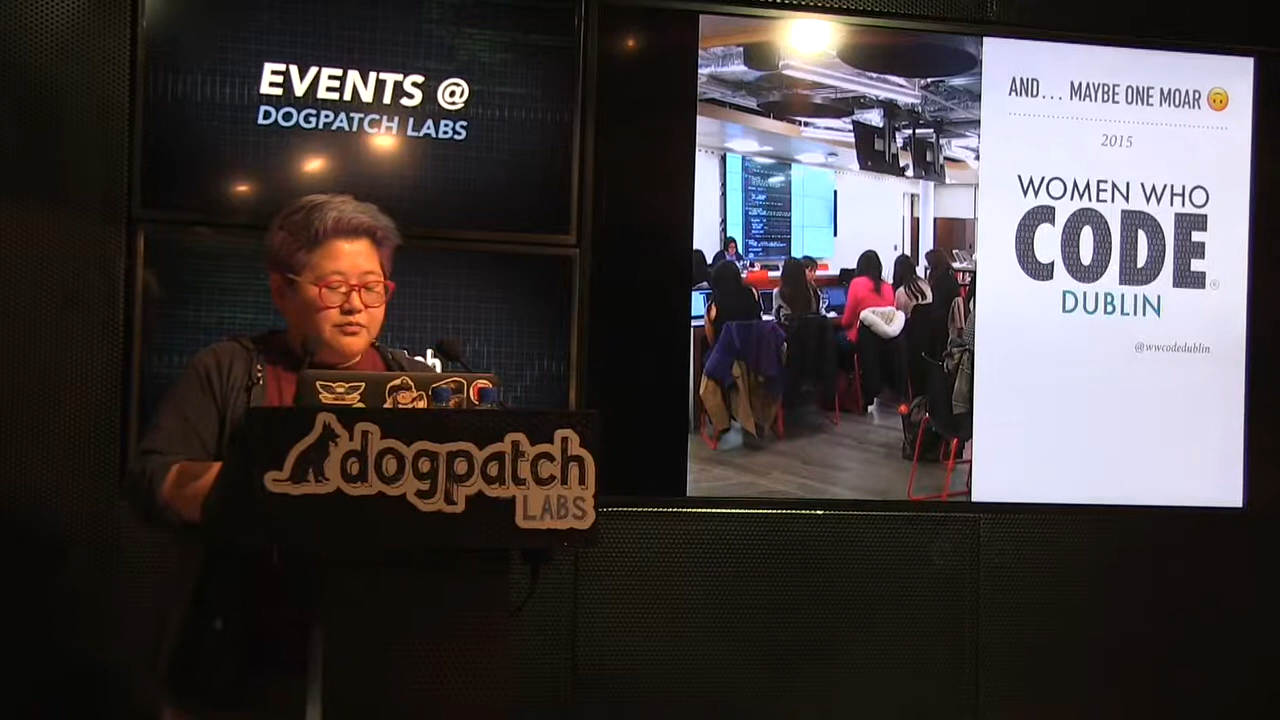 EVENTS @
DOGPATCH LABS
dogpatch
LABS
AND... MAYBE ONE MOAR 🙃
2015
WOMEN WHO
CODE®
DUBLIN
@wwcodedublin